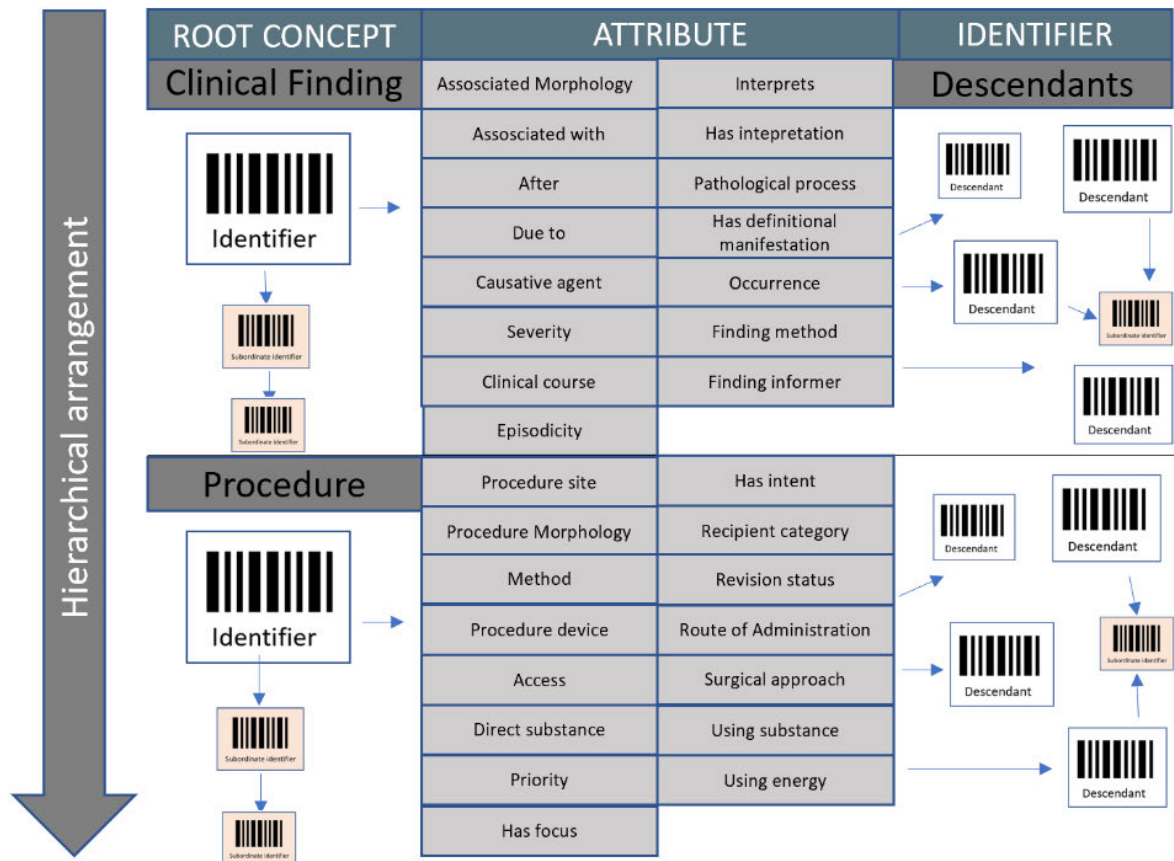 Hierarchical arrangement
ROOT CONCEPT
ATTRIBUTE
IDENTIFIER
Clinical Finding
Assosciated Morphology
Interprets
Descendants
Assosciated with
Has intepretation
After
Pathological process
Due to
Has definitional
manifestation
Causative agent
Occurrence
Severity
Finding method
Clinical course
Finding informer
Episodicity
Identifier
Subordinate identifier
Subordinate identifier
Descendant
Descendant
Descendant
Subordinate identifier
Descendant
Procedure
Procedure site
Has intent
Procedure Morphology
Recipient category
Method
Revision status
Procedure device
Route of Administration
Access
Surgical approach
Direct substance
Using substance
Priority
Using energy
Has focus
Identifier
Subordinate identifier
Subordinate identifier
Descendant
Descendant
Subordinate identifier
Descendant
Descendant